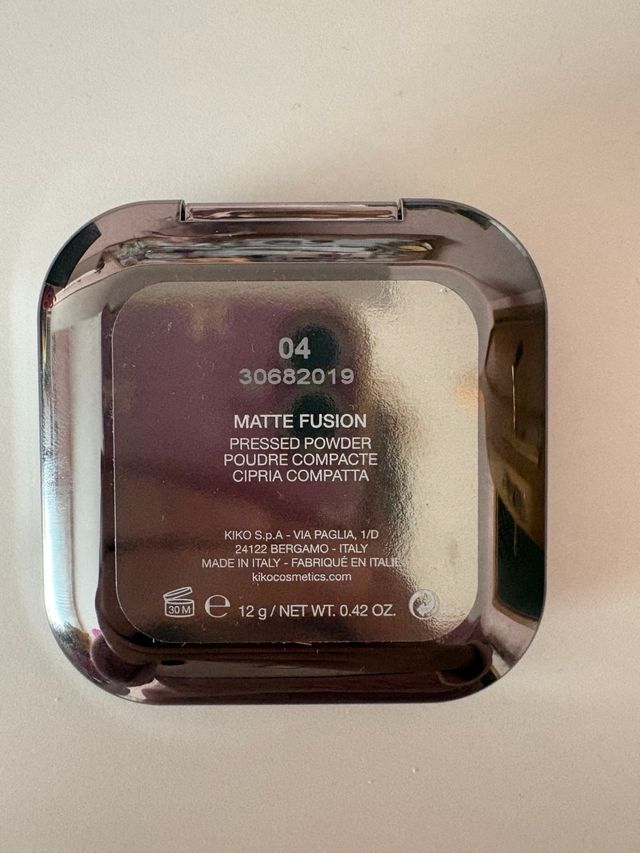 04
30682019
MATTE FUSION
PRESSED POWDER
POUDRE COMPACTE
CIPRIA COMPATTA
KIKO S.p.A - VIA PAGLIA, 1/D
24122 BERGAMO - ITALY
MADE IN ITALY - FABRIQUÉ EN ITALIE
kikocosmetics.com
30 M e 12 g / NET WT. 0.42 OZ.